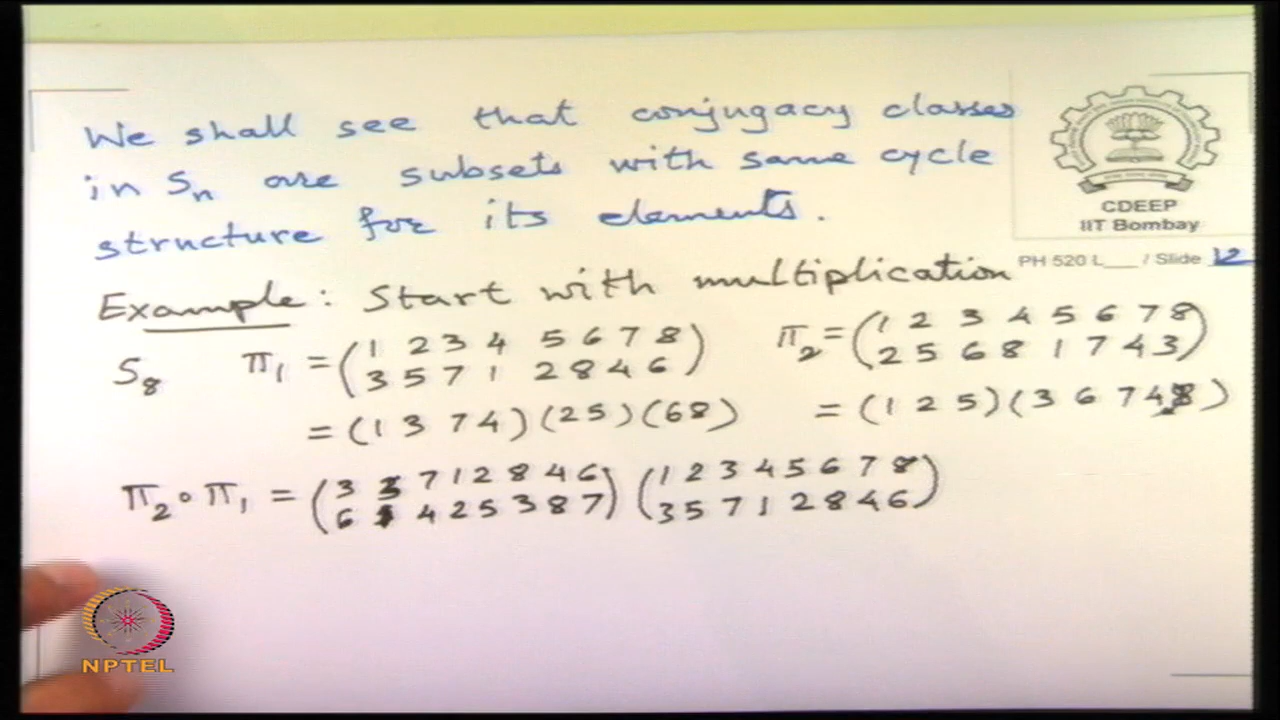 We shall see that conjugacy classes
in Sn are subsets with same cycle
structure for its elements.
CDEEP
IIT Bombay
PH 520 L___ / Slide 12
Example: Start with multiplication
S8 π1 = (1 2 3 4 5 6 7 8 / 3 5 7 1 2 8 4 6) π2 = (1 2 3 4 5 6 7 8 / 2 5 6 8 1 7 4 3)
= (1 3 7 4) (2 5) (6 8) = (1 2 5) (3 6 7 4 8)
π2 ∘ π1 = (3 5 7 1 2 8 4 6 / 6 1 4 2 5 3 8 7) (1 2 3 4 5 6 7 8 / 3 5 7 1 2 8 4 6)
NPTEL